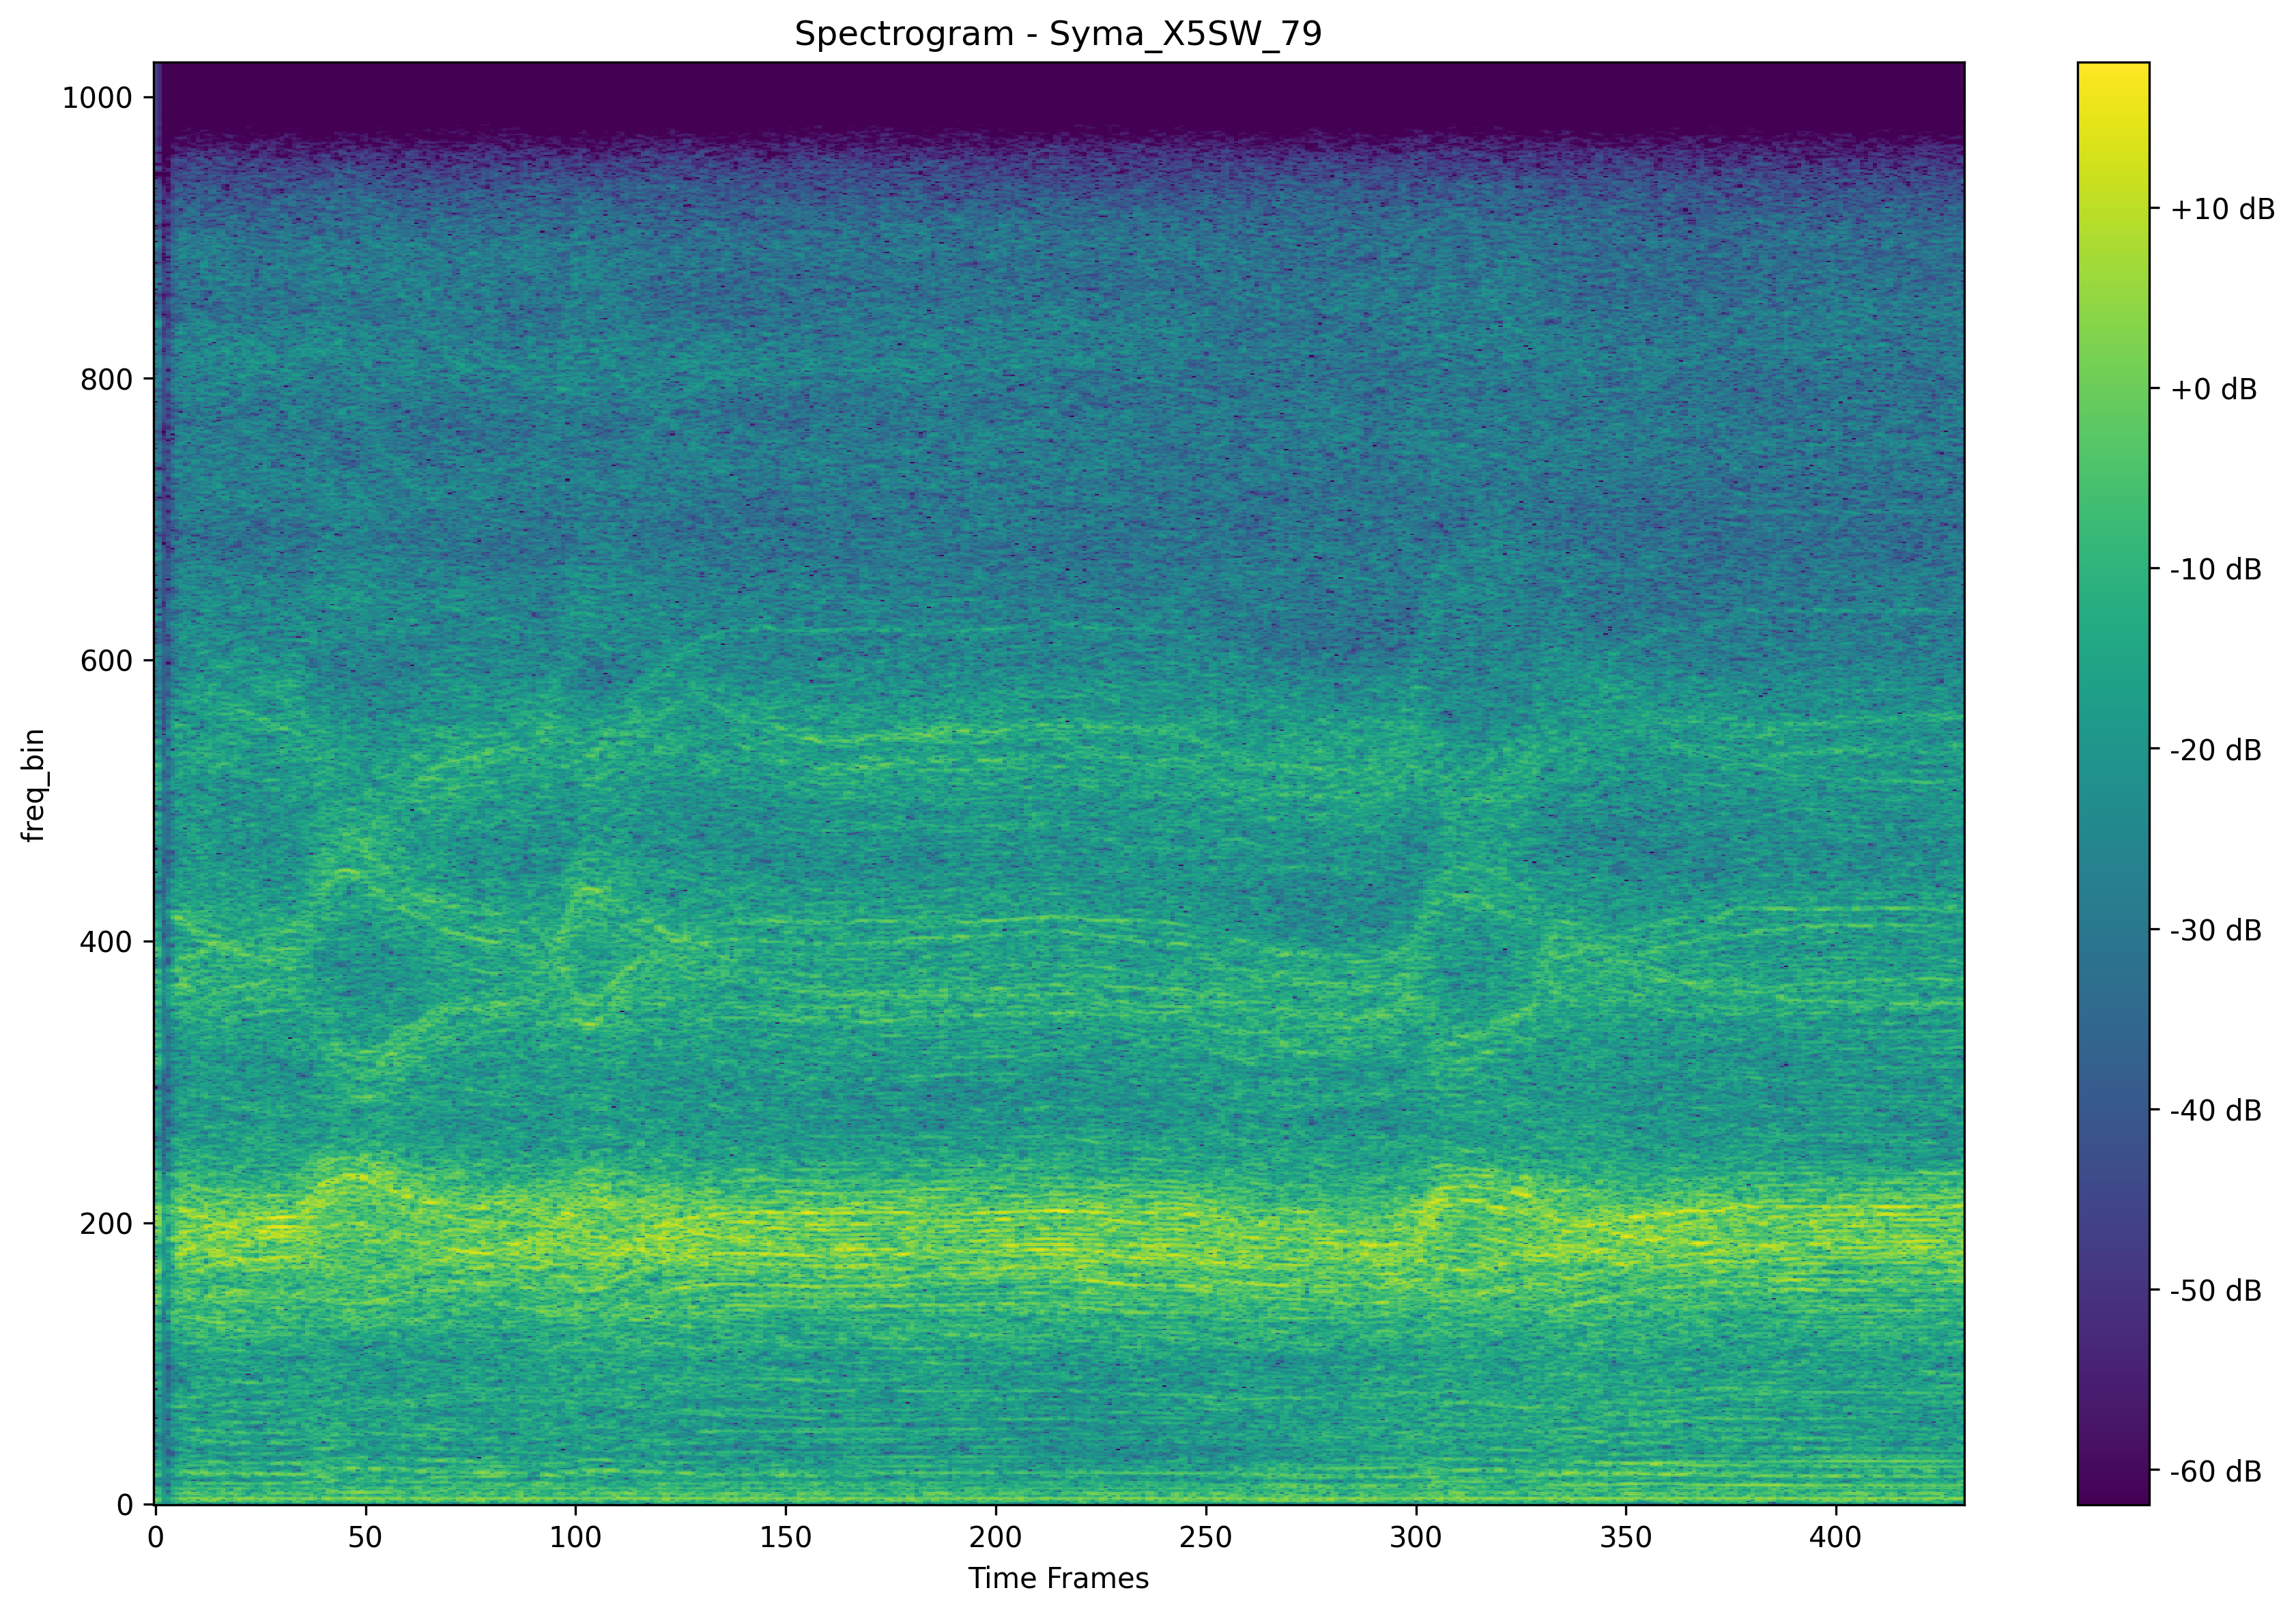 Spectrogram - Syma_X5SW_79
1000
800
600
400
200
0
freq_bin
0 50 100 150 200 250 300 350 400
Time Frames
+10 dB
+0 dB
-10 dB
-20 dB
-30 dB
-40 dB
-50 dB
-60 dB